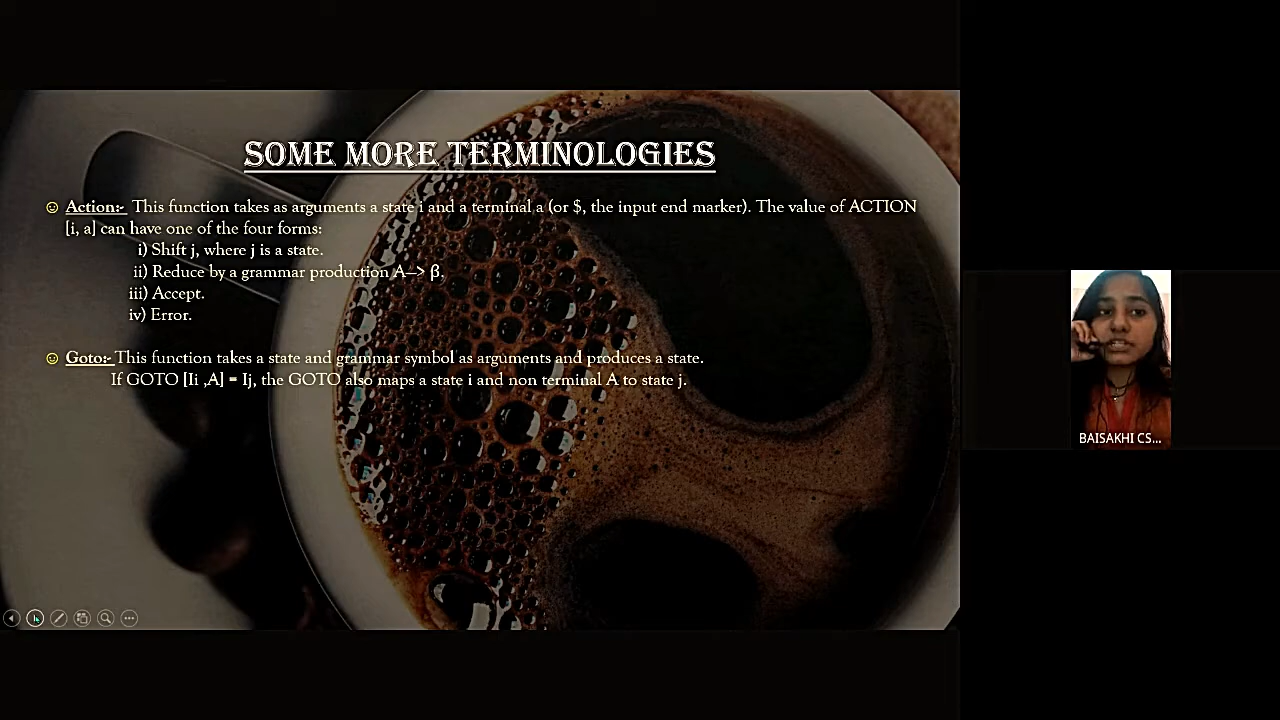 SOME MORE TERMINOLOGIES
Action:- This function takes as arguments a state i and a terminal a (or $, the input end marker). The value of ACTION
[i, a] can have one of the four forms:
i) Shift j, where j is a state.
ii) Reduce by a grammar production A—> β.
iii) Accept.
iv) Error.
Goto:- This function takes a state and grammar symbol as arguments and produces a state.
If GOTO [Ii ,A] = Ij, the GOTO also maps a state i and non terminal A to state j.
BAISAKHI CS...